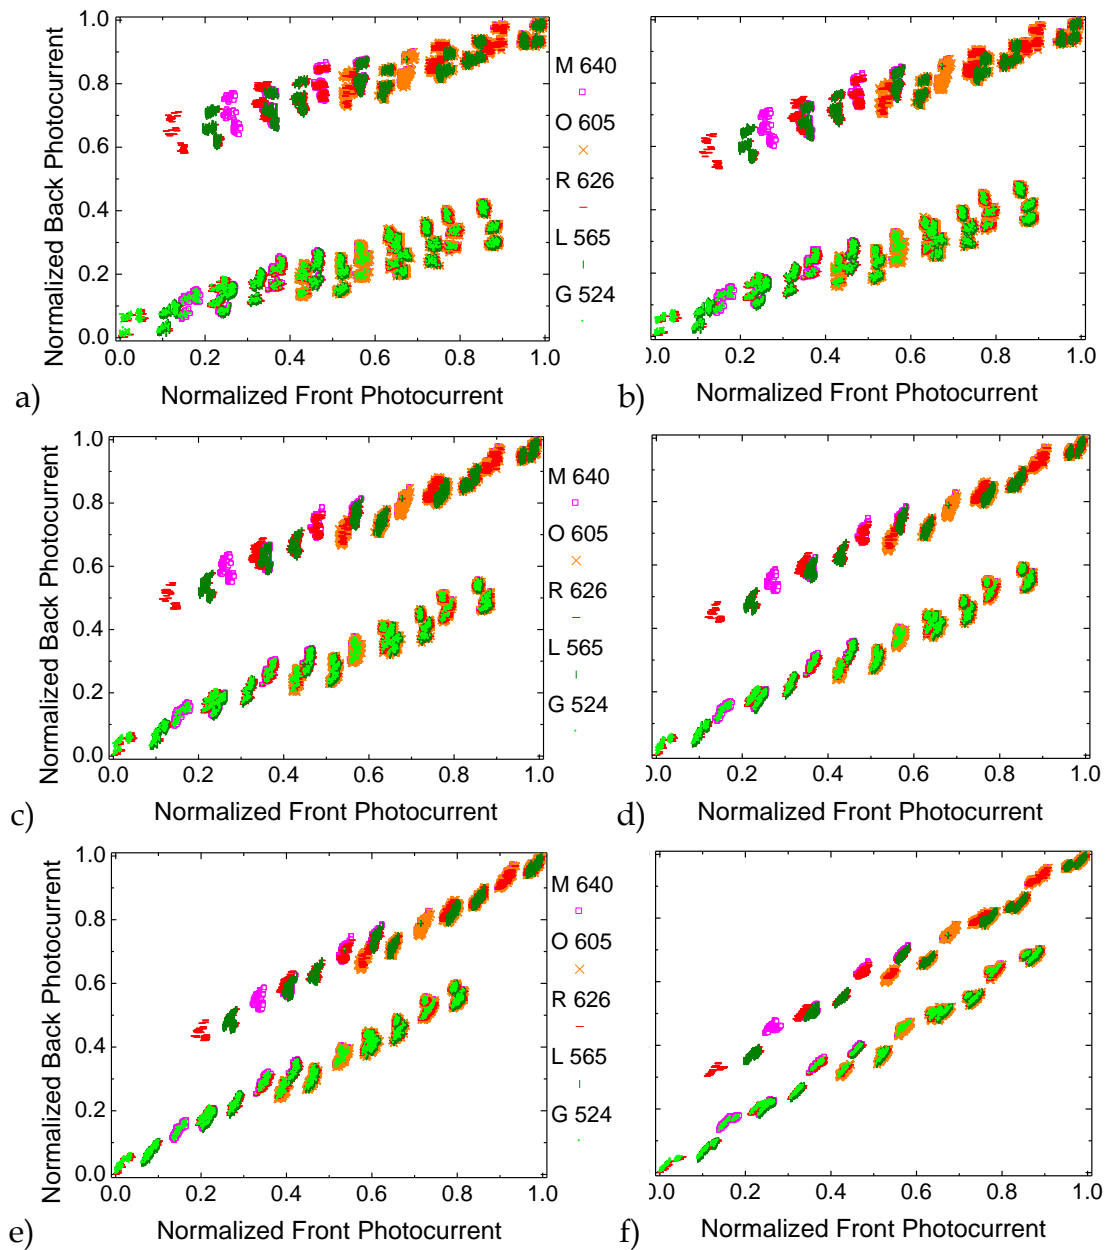 1.0
0.8
0.6
0.4
0.2
0.0
Normalized Back Photocurrent
0.0 0.2 0.4 0.6 0.8 1.0
Normalized Front Photocurrent
a)
M 640
O 605
R 626
L 565
G 524
0.2 0.4 0.6 0.8 1.0
Normalized Front Photocurrent
b)
1.0
0.8
0.6
0.4
0.2
0.0
Normalized Back Photocurrent
0.0 0.2 0.4 0.6 0.8 1.0
Normalized Front Photocurrent
c)
M 640
O 605
R 626
L 565
G 524
0.2 0.4 0.6 0.8 1.0
Normalized Front Photocurrent
d)
1.0
0.8
0.6
0.4
0.2
0.0
Normalized Back Photocurrent
0.0 0.2 0.4 0.6 0.8 1.0
Normalized Front Photocurrent
e)
M 640
O 605
R 626
L 565
G 524
0.2 0.4 0.6 0.8 1.0
Normalized Front Photocurrent
f)